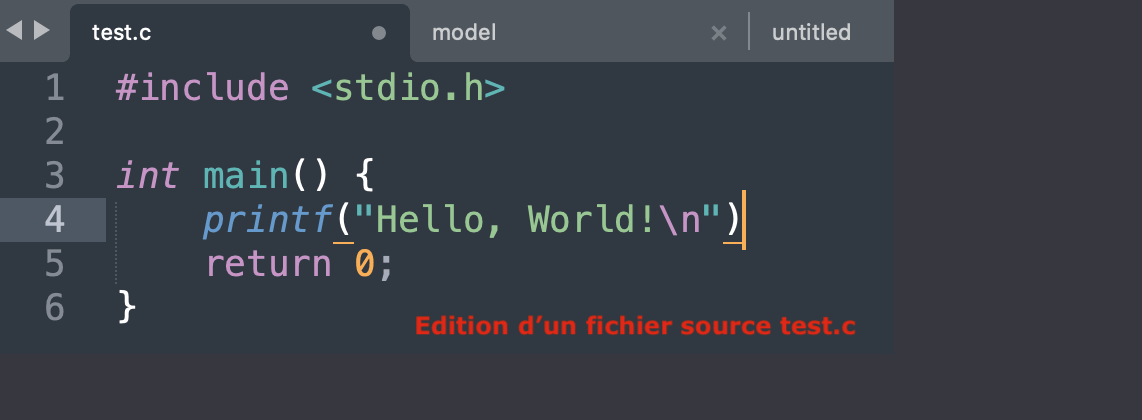 test.c model untitled
1 #include <stdio.h>
2
3 int main() {
4 printf("Hello, World!\n")
5 return 0;
6 }
Edition d’un fichier source test.c